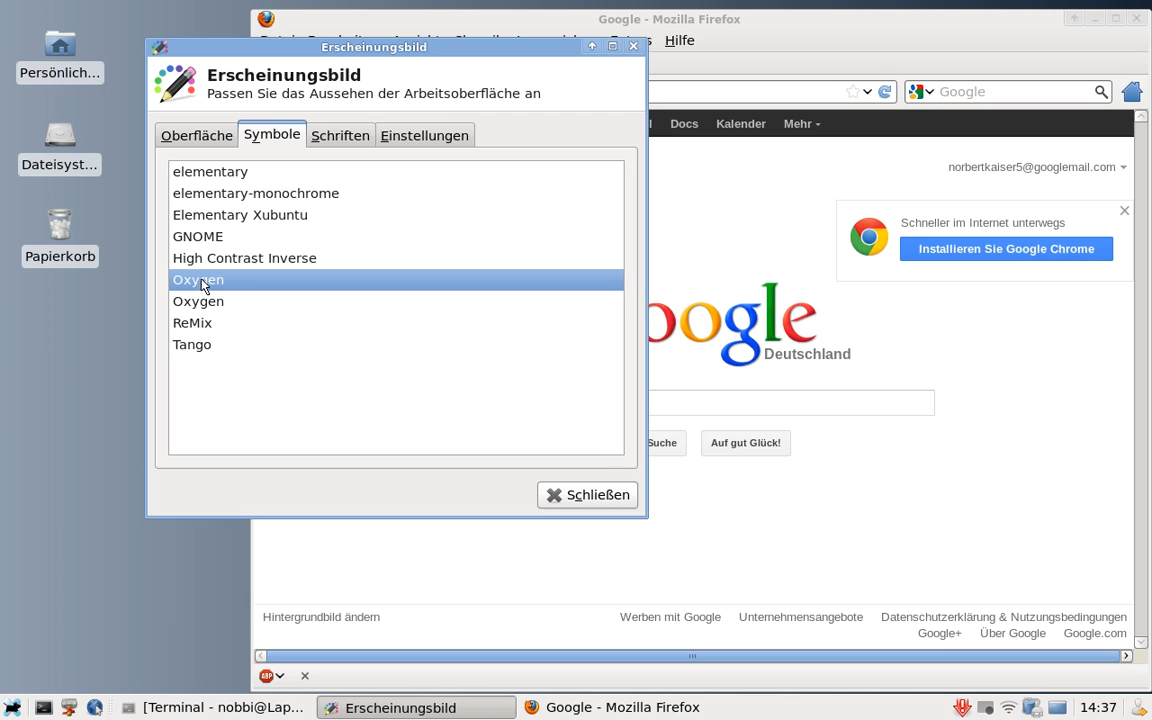 Google - Mozilla Firefox
Hilfe
Google
Persönlich...
Dateisyst...
Papierkorb
Erscheinungsbild
Erscheinungsbild
Passen Sie das Aussehen der Arbeitsoberfläche an
Oberfläche Symbole Schriften Einstellungen
elementary
elementary-monochrome
Elementary Xubuntu
GNOME
High Contrast Inverse
Oxygen
Oxygen
ReMix
Tango
Schließen
Docs Kalender Mehr
norbertkaiser5@googlemail.com
Schneller im Internet unterwegs
Installieren Sie Google Chrome
oogle
Deutschland
Suche Auf gut Glück!
Hintergrundbild ändern Werben mit Google Unternehmensangebote Datenschutzerklärung & Nutzungsbedingungen
Google+ Über Google Google.com
ABP
[Terminal - nobbi@Lap... Erscheinungsbild Google - Mozilla Firefox 14:37